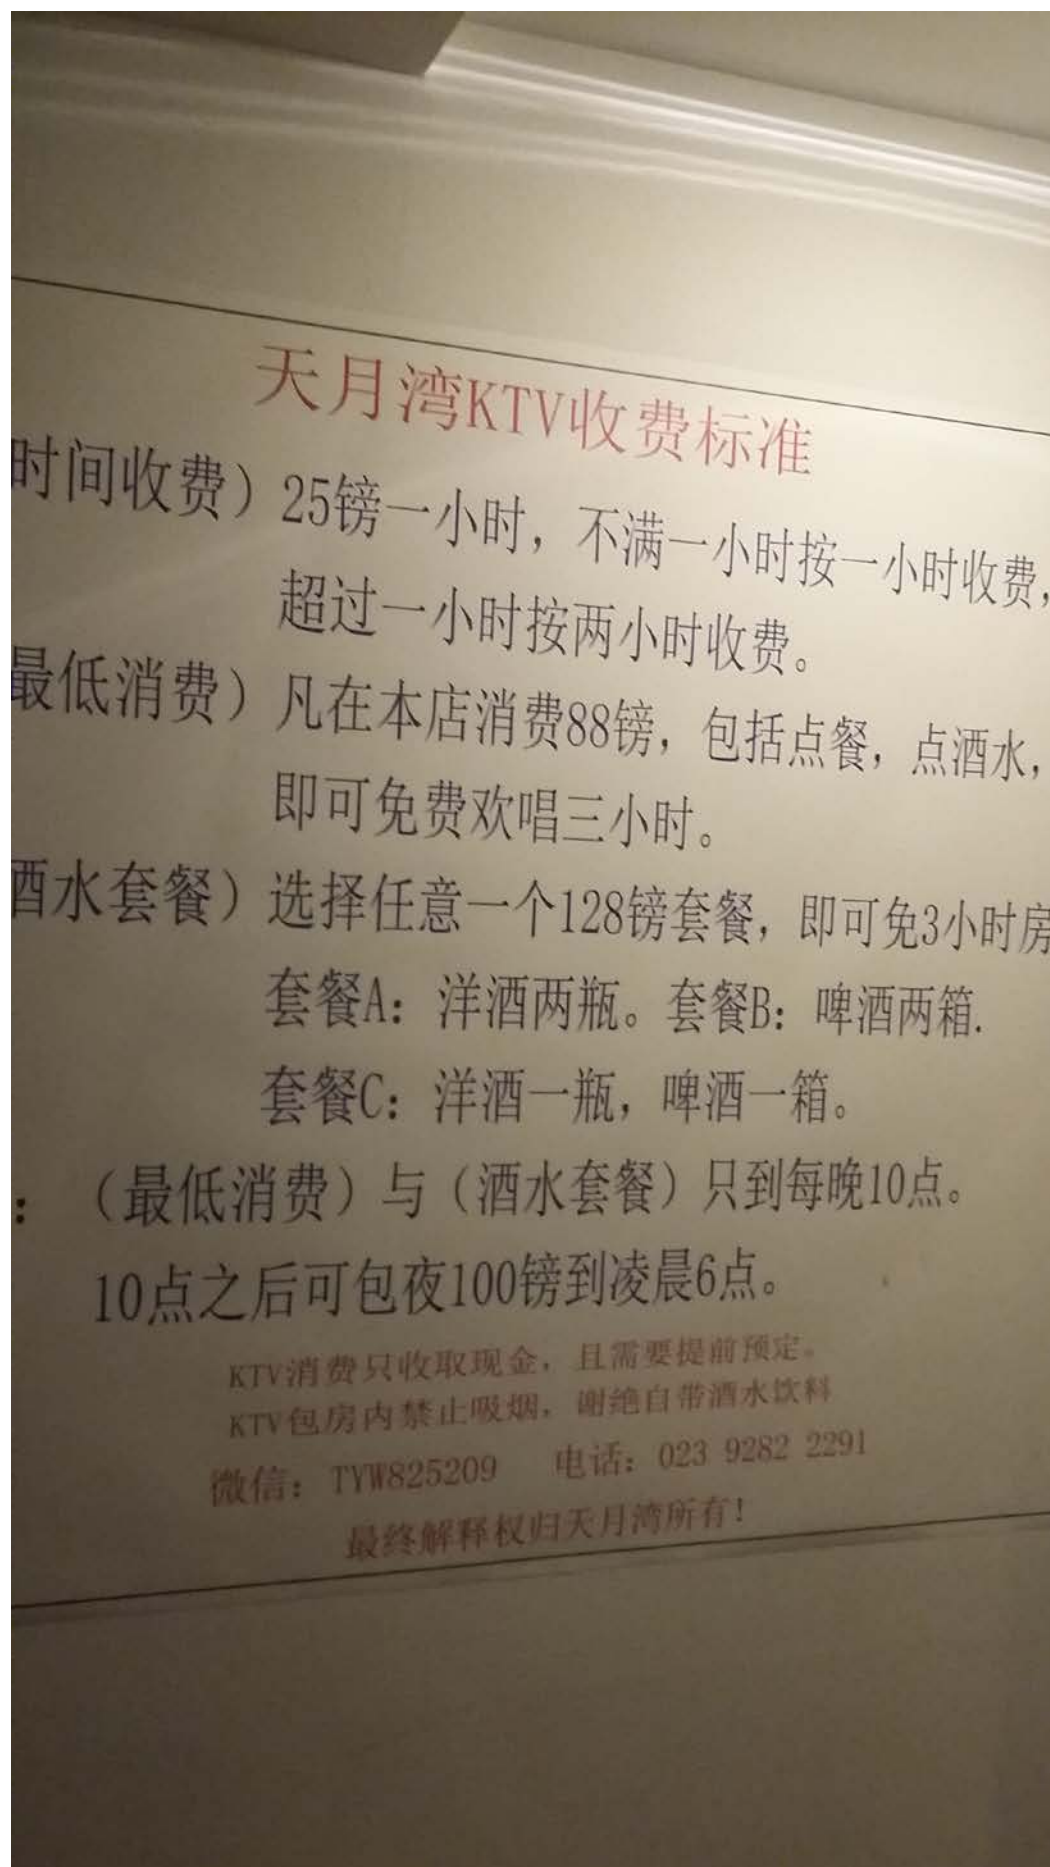 天月湾KTV收费标准
时间收费）25镑一小时，不满一小时按一小时收费，
超过一小时按两小时收费。
最低消费）凡在本店消费88镑，包括点餐，点酒水，
即可免费欢唱三小时。
酒水套餐）选择任意一个128镑套餐，即可免3小时房
套餐A：洋酒两瓶。套餐B：啤酒两箱.
套餐C：洋酒一瓶，啤酒一箱。
：（最低消费）与（酒水套餐）只到每晚10点。
10点之后可包夜100镑到凌晨6点。
KTV消费只收取现金，且需要提前预定。
KTV包房内禁止吸烟，谢绝自带酒水饮料
微信：TYW825209 电话：023 9282 2291
最终解释权归天月湾所有！